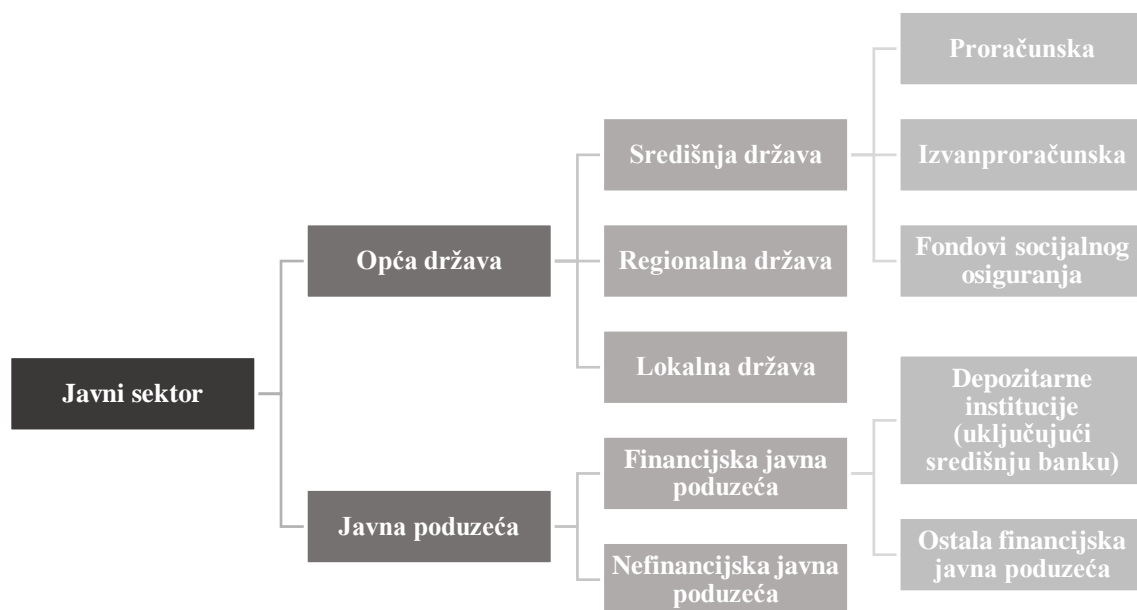 Javni sektor
Opća država
Središnja država
Proračunska
Izvanproračunska
Fondovi socijalnog
osiguranja
Regionalna država
Lokalna država
Javna poduzeća
Financijska javna
poduzeća
Depozitarne
institucije
(uključujući
središnju banku)
Ostala financijska
javna poduzeća
Nefinancijska javna
poduzeća